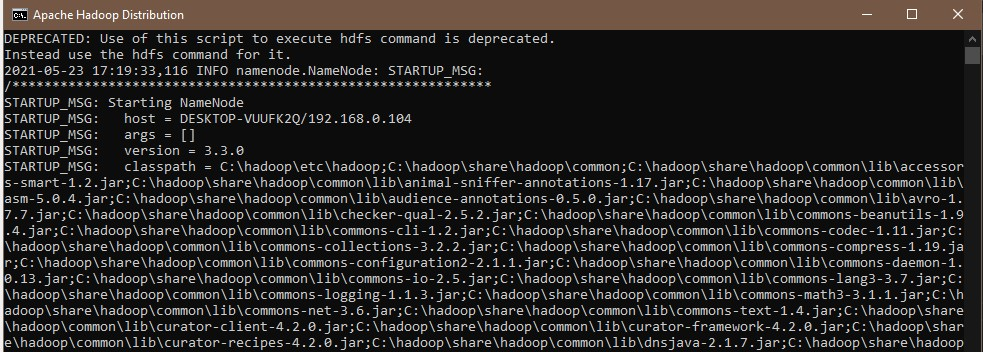 Apache Hadoop Distribution
DEPRECATED: Use of this script to execute hdfs command is deprecated.
Instead use the hdfs command for it.
2021-05-23 17:19:33,116 INFO namenode.NameNode: STARTUP_MSG:
/************************************************************
STARTUP_MSG: Starting NameNode
STARTUP_MSG:   host = DESKTOP-VUUFK2Q/192.168.0.104
STARTUP_MSG:   args = []
STARTUP_MSG:   version = 3.3.0
STARTUP_MSG:   classpath = C:\hadoop\etc\hadoop;C:\hadoop\share\hadoop\common;C:\hadoop\share\hadoop\common\lib\accessor
s-smart-1.2.jar;C:\hadoop\share\hadoop\common\lib\animal-sniffer-annotations-1.17.jar;C:\hadoop\share\hadoop\common\lib\
asm-5.0.4.jar;C:\hadoop\share\hadoop\common\lib\audience-annotations-0.5.0.jar;C:\hadoop\share\hadoop\common\lib\avro-1.
7.7.jar;C:\hadoop\share\hadoop\common\lib\checker-qual-2.5.2.jar;C:\hadoop\share\hadoop\common\lib\commons-beanutils-1.9
.4.jar;C:\hadoop\share\hadoop\common\lib\commons-cli-1.2.jar;C:\hadoop\share\hadoop\common\lib\commons-codec-1.11.jar;C:
\hadoop\share\hadoop\common\lib\commons-collections-3.2.2.jar;C:\hadoop\share\hadoop\common\lib\commons-compress-1.19.ja
r;C:\hadoop\share\hadoop\common\lib\commons-configuration2-2.1.1.jar;C:\hadoop\share\hadoop\common\lib\commons-daemon-1.
0.13.jar;C:\hadoop\share\hadoop\common\lib\commons-io-2.5.jar;C:\hadoop\share\hadoop\common\lib\commons-lang3-3.7.jar;C:
\hadoop\share\hadoop\common\lib\commons-logging-1.1.3.jar;C:\hadoop\share\hadoop\common\lib\commons-math3-3.1.1.jar;C:\h
adoop\share\hadoop\common\lib\commons-net-3.6.jar;C:\hadoop\share\hadoop\common\lib\commons-text-1.4.jar;C:\hadoop\share
\hadoop\common\lib\curator-client-4.2.0.jar;C:\hadoop\share\hadoop\common\lib\curator-framework-4.2.0.jar;C:\hadoop\shar
e\hadoop\common\lib\curator-recipes-4.2.0.jar;C:\hadoop\share\hadoop\common\lib\dnsjava-2.1.7.jar;C:\hadoop\share\hadoop